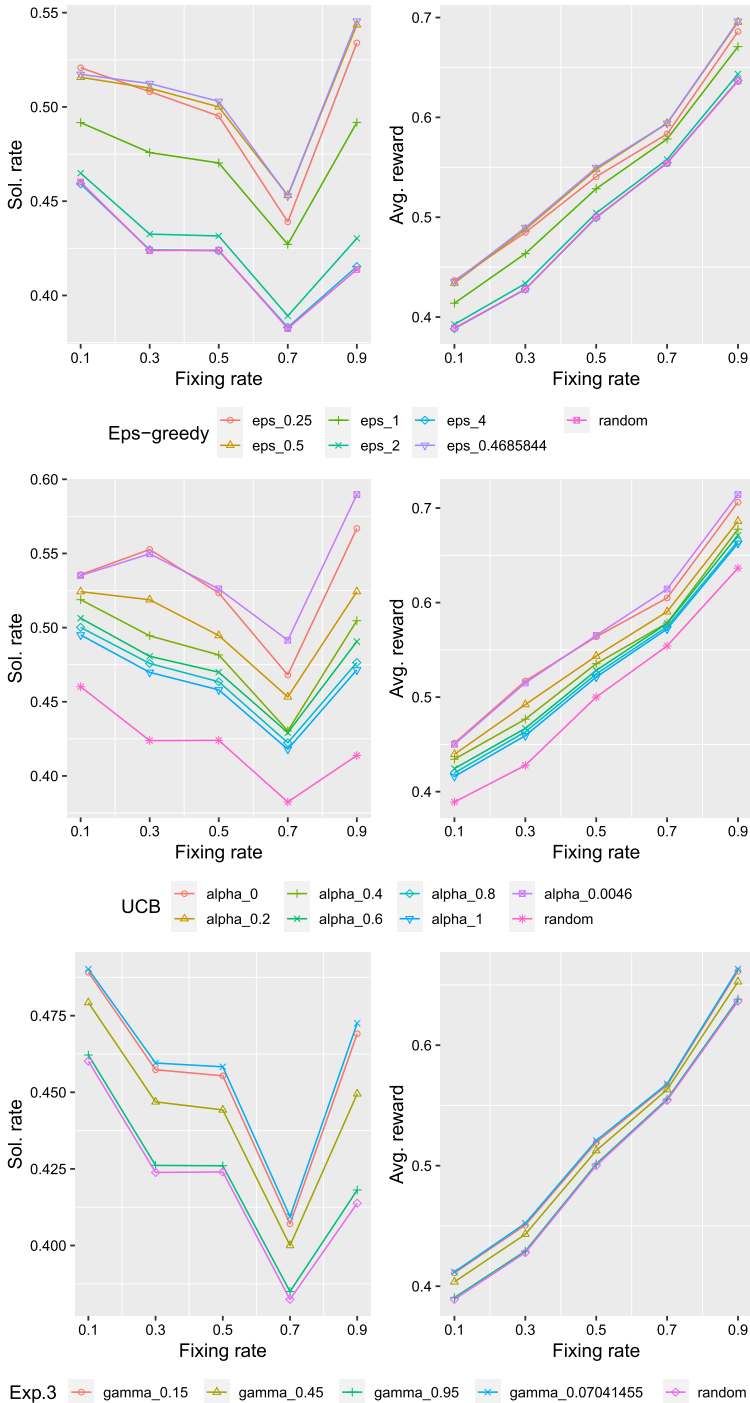 0.55
0.50
0.45
0.40
Sol. rate
0.1 0.3 0.5 0.7 0.9
Fixing rate
0.7
0.6
0.5
0.4
Avg. reward
0.1 0.3 0.5 0.7 0.9
Fixing rate
Eps−greedy
eps_0.25 eps_1 eps_4 random
eps_0.5 eps_2 eps_0.4685844
0.60
0.55
0.50
0.45
0.40
Sol. rate
0.1 0.3 0.5 0.7 0.9
Fixing rate
0.7
0.6
0.5
0.4
Avg. reward
0.1 0.3 0.5 0.7 0.9
Fixing rate
UCB
alpha_0 alpha_0.4 alpha_0.8 alpha_0.0046
alpha_0.2 alpha_0.6 alpha_1 random
0.475
0.450
0.425
0.400
Sol. rate
0.1 0.3 0.5 0.7 0.9
Fixing rate
0.6
0.5
0.4
Avg. reward
0.1 0.3 0.5 0.7 0.9
Fixing rate
Exp.3 gamma_0.15 gamma_0.45 gamma_0.95 gamma_0.07041455 random